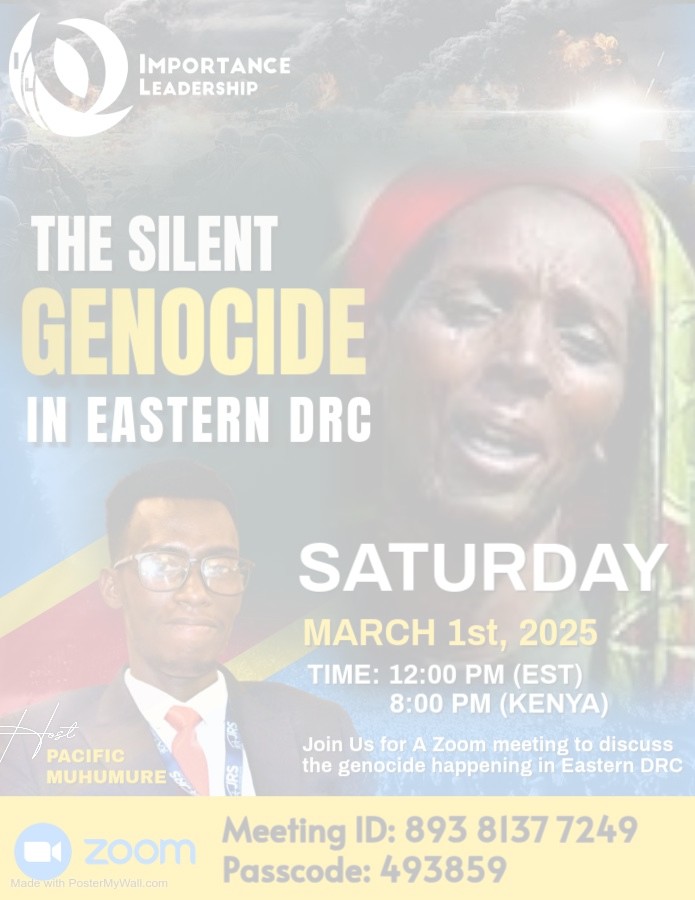 IMPORTANCE
LEADERSHIP
THE SILENT
GENOCIDE
IN EASTERN DRC
SATURDAY
MARCH 1st, 2025
TIME: 12:00 PM (EST)
8:00 PM (KENYA)
Join Us for A Zoom meeting to discuss
the genocide happening in Eastern DRC
Host
PACIFIC
MUHUMURE
JRS
JRS
zoom
Meeting ID: 893 8137 7249
Passcode: 493859
Made with PosterMyWall.com